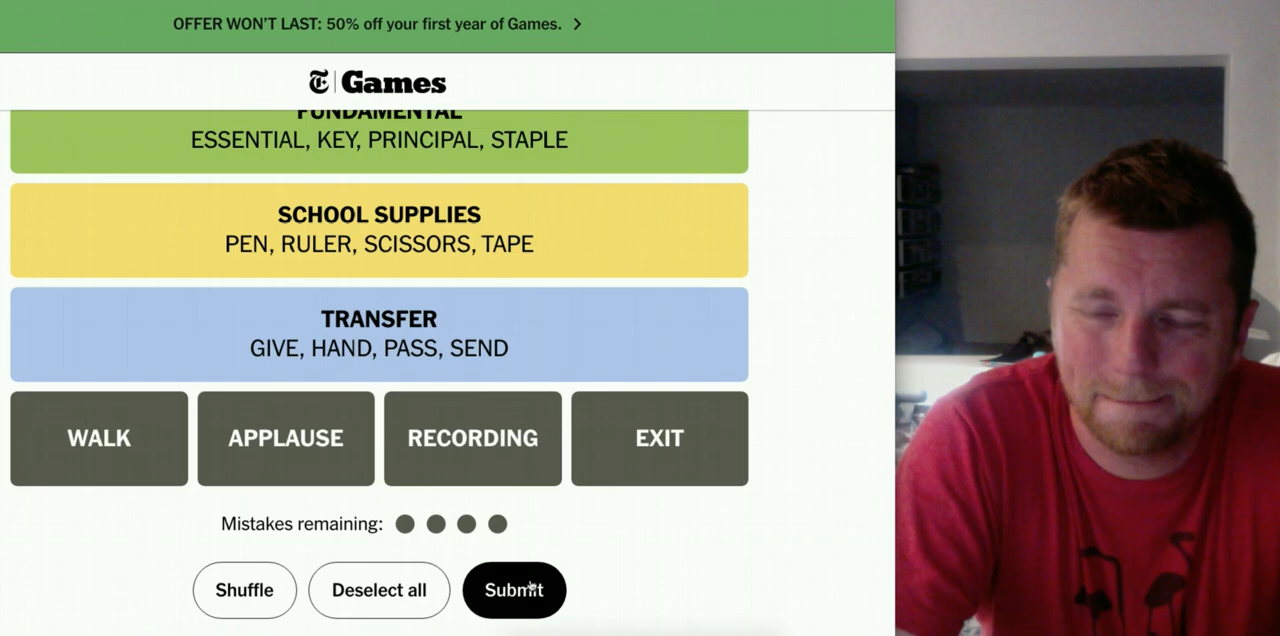 OFFER WON'T LAST: 50% off your first year of Games.
T Games
FUNDAMENTAL
ESSENTIAL, KEY, PRINCIPAL, STAPLE
SCHOOL SUPPLIES
PEN, RULER, SCISSORS, TAPE
TRANSFER
GIVE, HAND, PASS, SEND
WALK APPLAUSE RECORDING EXIT
Mistakes remaining:
Shuffle Deselect all Submit